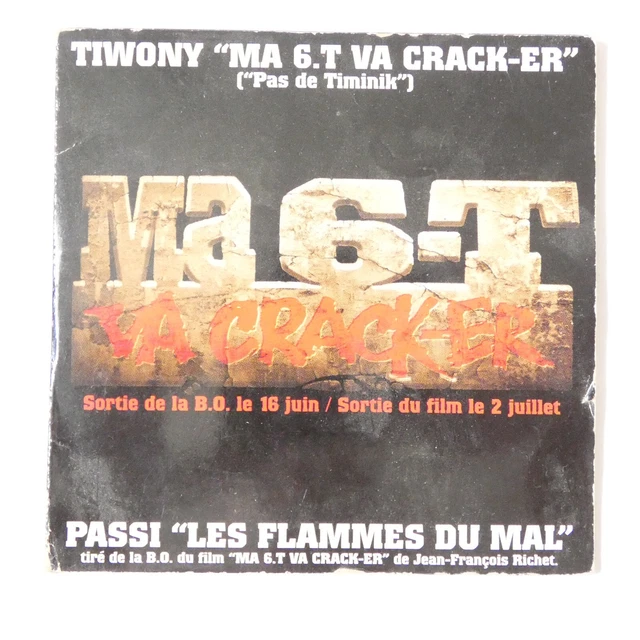 TIWONY "MA 6.T VA CRACK-ER"
("Pas de Timinik")
Ma 6-T
VA CRACK-ER
Sortie de la B.O. le 16 juin / Sortie du film le 2 juillet
PASSI "LES FLAMMES DU MAL"
tiré de la B.O. du film "MA 6.T VA CRACK-ER" de Jean-François Richet.